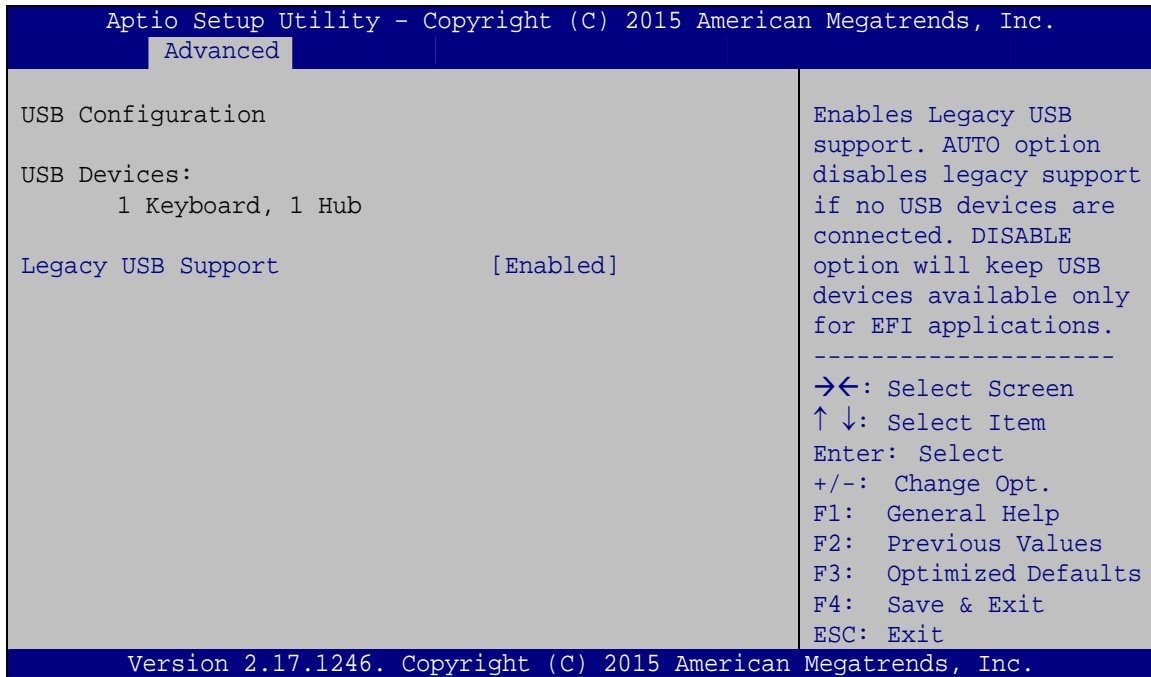 Aptio Setup Utility – Copyright (C) 2015 American Megatrends, Inc.
Advanced
USB Configuration
USB Devices:
1 Keyboard, 1 Hub
Legacy USB Support [Enabled]
Enables Legacy USB
support. AUTO option
disables legacy support
if no USB devices are
connected. DISABLE
option will keep USB
devices available only
for EFI applications.
---------------------
→←: Select Screen
↑ ↓: Select Item
Enter: Select
+/-: Change Opt.
F1: General Help
F2: Previous Values
F3: Optimized Defaults
F4: Save & Exit
ESC: Exit
Version 2.17.1246. Copyright (C) 2015 American Megatrends, Inc.